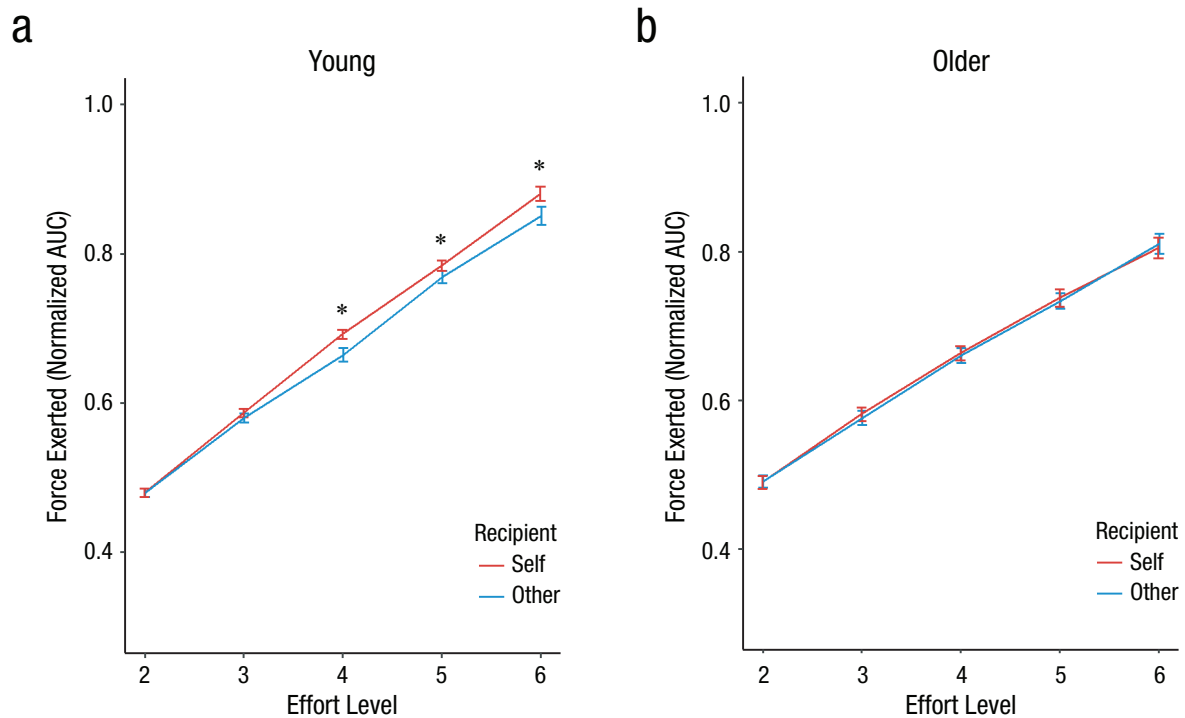 a
Young
Force Exerted (Normalized AUC)
1.0
0.8
0.6
0.4
*
*
*
Recipient
Self
Other
2 3 4 5 6
Effort Level
b
Older
Force Exerted (Normalized AUC)
1.0
0.8
0.6
0.4
Recipient
Self
Other
2 3 4 5 6
Effort Level